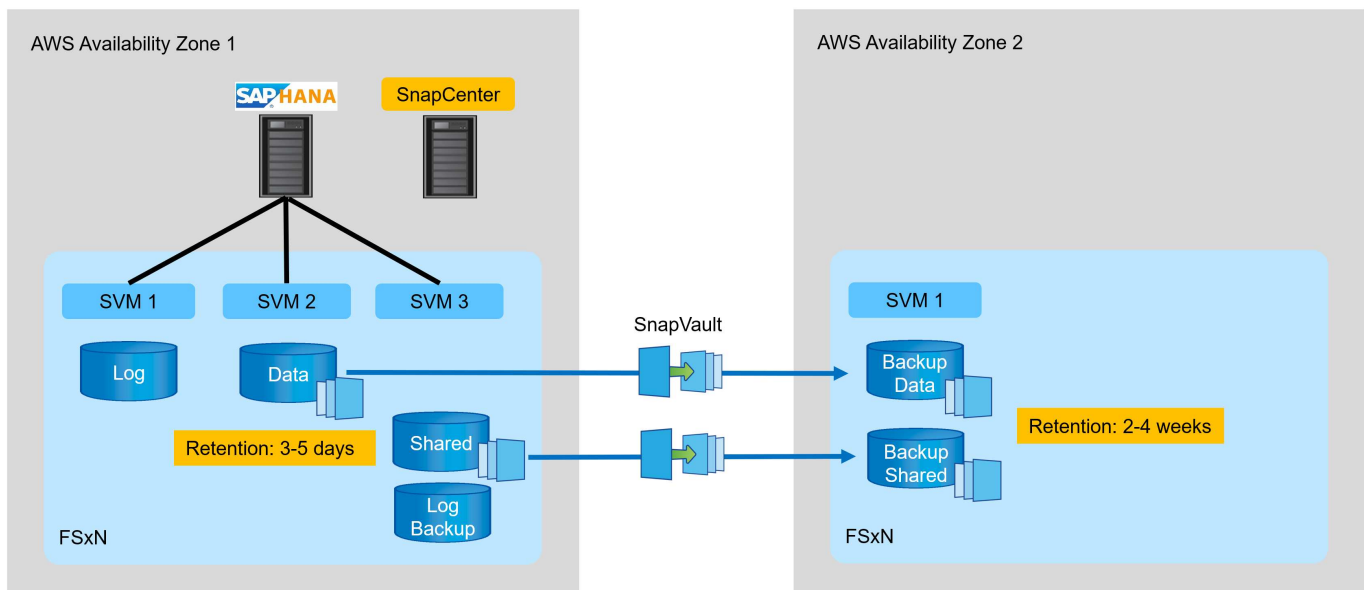 AWS Availability Zone 1
AWS Availability Zone 2
SAP HANA
®
SnapCenter
SVM 1
SVM 2
SVM 3
SVM 1
SnapVault
Log
Data
Backup
Data
Retention: 3-5 days
Shared
Retention: 2-4 weeks
Backup
Shared
Log
Backup
FSxN
FSxN